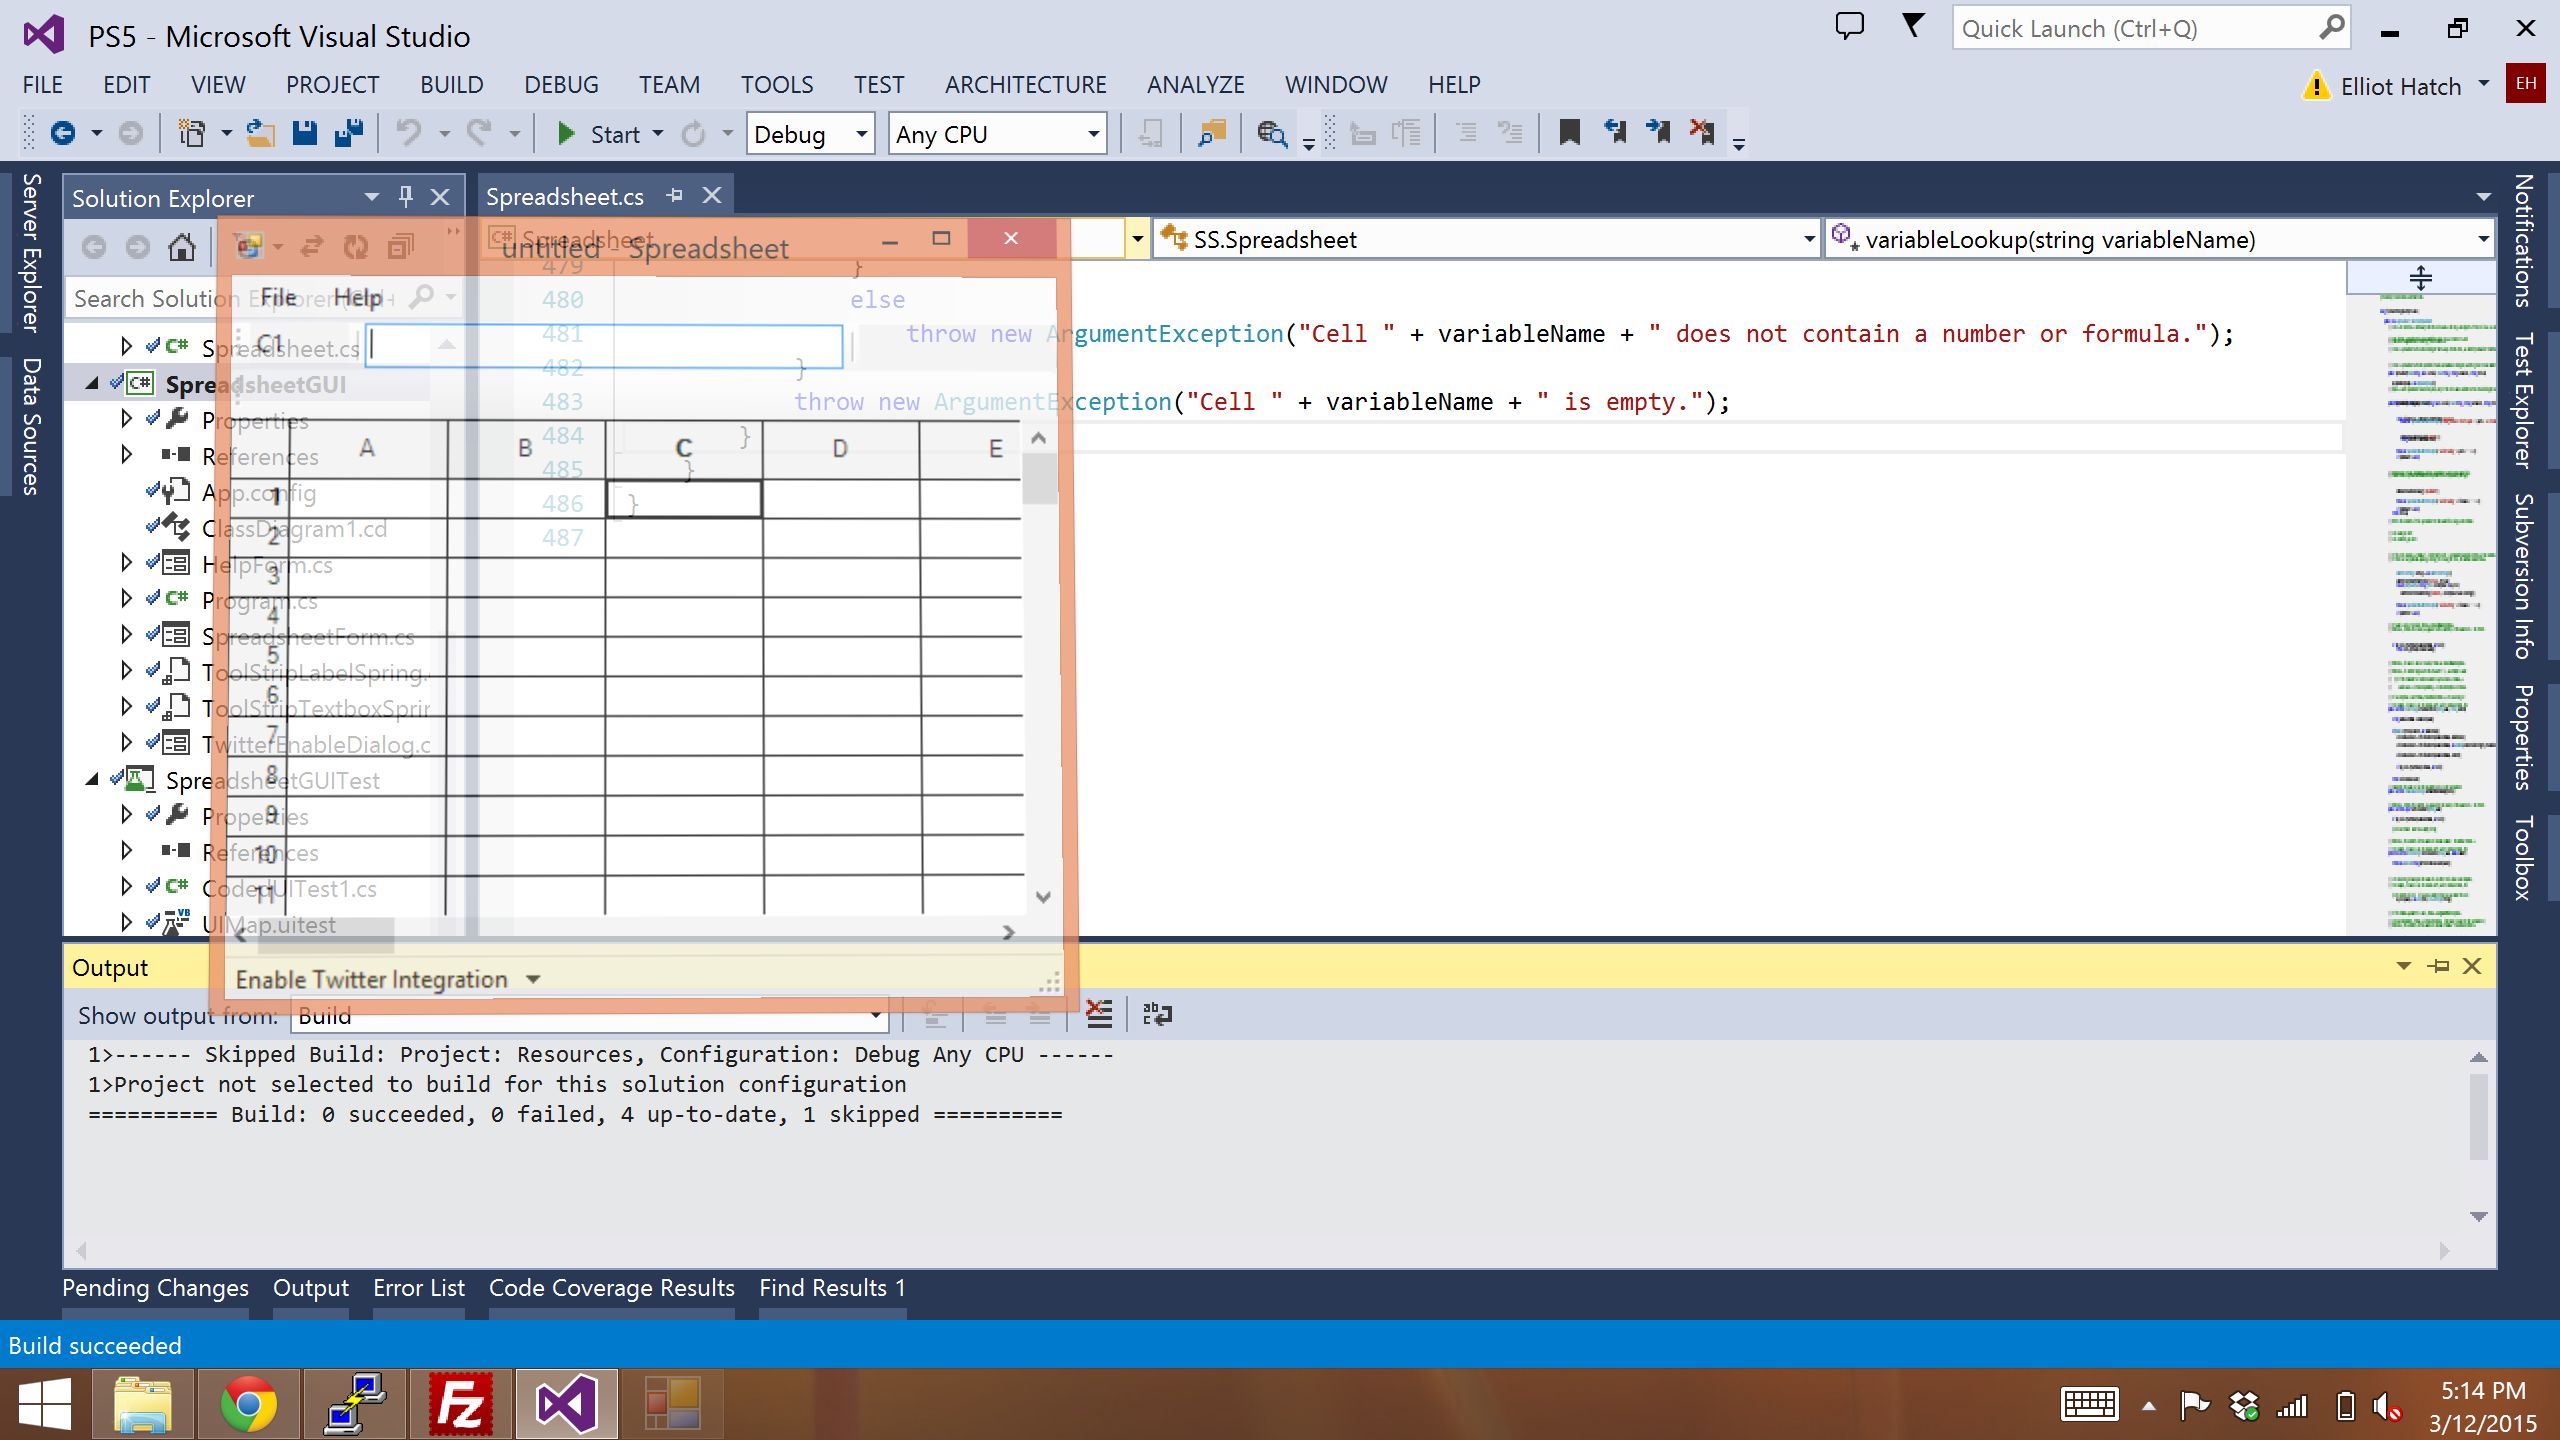 PS5 - Microsoft Visual Studio
Quick Launch (Ctrl+Q)
FILE EDIT VIEW PROJECT BUILD DEBUG TEAM TOOLS TEST ARCHITECTURE ANALYZE WINDOW HELP
Elliot Hatch EH
Start Debug Any CPU
Server Explorer
Data Sources
Solution Explorer
Search Solution Explorer (Ctrl+
Spreadsheet.cs
SpreadsheetGUI
Properties
References
App.config
ClassDiagram1.cd
HelpForm.cs
Program.cs
SpreadsheetForm.cs
ToolStripLabelSpring.
ToolStripTextboxSprin
TwitterEnableDialog.c
SpreadsheetGUITest
Properties
References
CodedUITest1.cs
UIMap.uitest
Spreadsheet.cs
Spreadsheet
SS.Spreadsheet
variableLookup(string variableName)
479 }
480 else
481 throw new ArgumentException("Cell " + variableName + " does not contain a number or formula.");
482 }
483 throw new ArgumentException("Cell " + variableName + " is empty.");
484 }
485 }
486 }
487
untitled - Spreadsheet
File Help
C1
A B C D E
1
2
3
4
5
6
7
8
9
10
11
Enable Twitter Integration
Notifications
Test Explorer
Subversion Info
Properties
Toolbox
Output
Show output from: Build
1>------ Skipped Build: Project: Resources, Configuration: Debug Any CPU ------
1>Project not selected to build for this solution configuration
========== Build: 0 succeeded, 0 failed, 4 up-to-date, 1 skipped ==========
Pending Changes Output Error List Code Coverage Results Find Results 1
Build succeeded
5:14 PM
3/12/2015